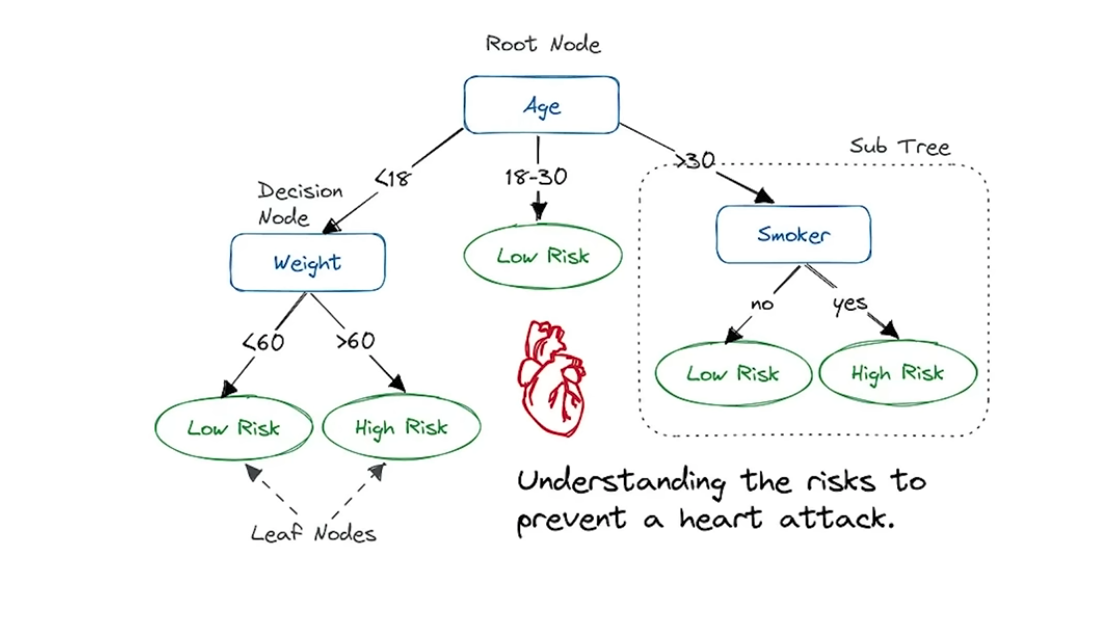 Root Node
Age
Sub Tree
<18
18-30
>30
Decision
Node
Weight
Low Risk
Smoker
<60
>60
no
yes
Low Risk
High Risk
Low Risk
High Risk
Leaf Nodes
Understanding the risks to
prevent a heart attack.